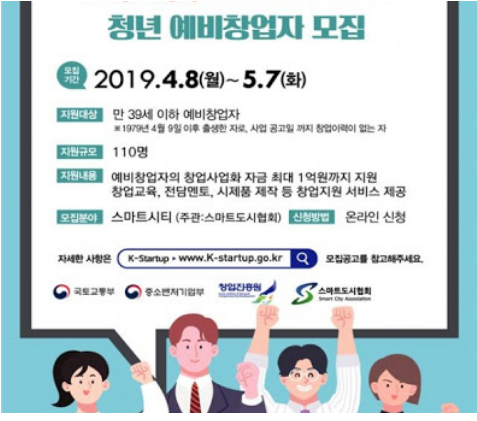 청년 예비창업자 모집
모집기간 2019.4.8(월)~5.7(화)
지원대상 만 39세 이하 예비창업자
※1979년 4월 9일 이후 출생한 자로, 사업 공고일 까지 창업이력이 없는 자
지원규모 110명
지원내용 예비창업자의 창업사업화 자금 최대 1억원까지 지원
창업교육, 전담멘토, 시제품 제작 등 창업지원 서비스 제공
모집분야 스마트시티 (주관:스마트도시협회) 신청방법 온라인 신청
자세한 사항은 K-Startup • www.K-startup.go.kr 모집공고를 참고해주세요.
국토교통부 중소벤처기업부 창업진흥원 스마트도시협회
Smart City Association